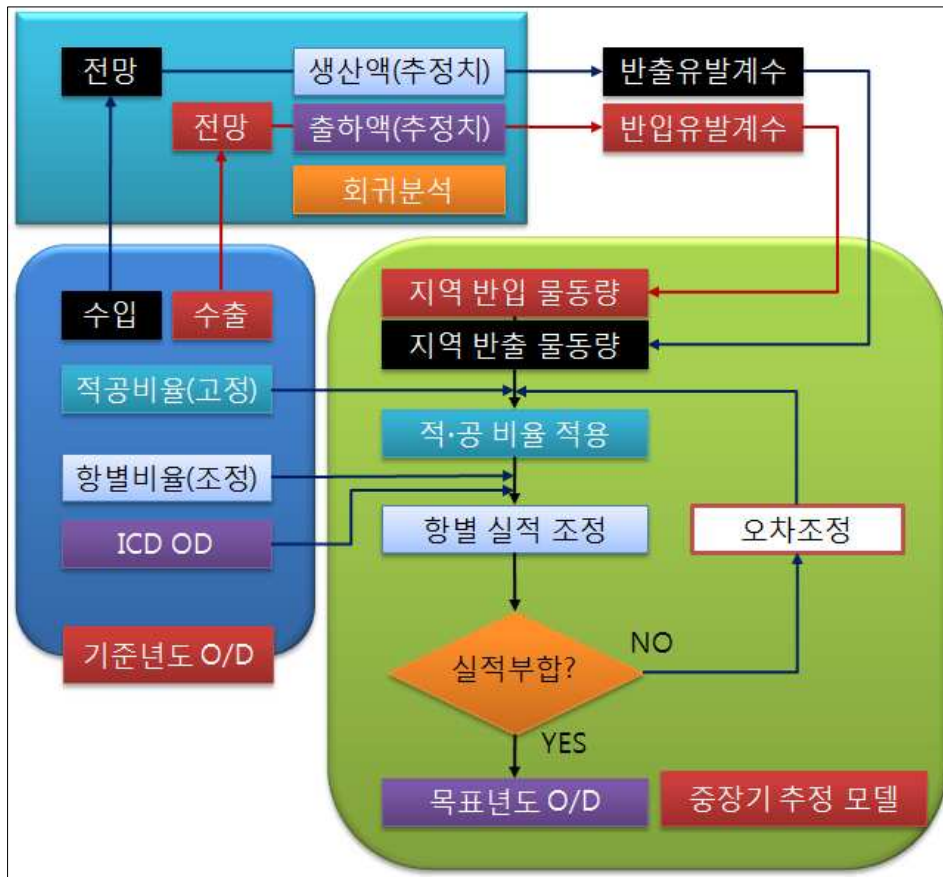 전망
생산액(추정치)
반출유발계수
전망
출하액(추정치)
반입유발계수
회귀분석
수입
수출
지역 반입 물동량
지역 반출 물동량
적공비율(고정)
적·공 비율 적용
항별비율(조정)
항별 실적 조정
오차조정
ICD OD
기준년도 O/D
실적부합?
NO
YES
목표년도 O/D
중장기 추정 모델